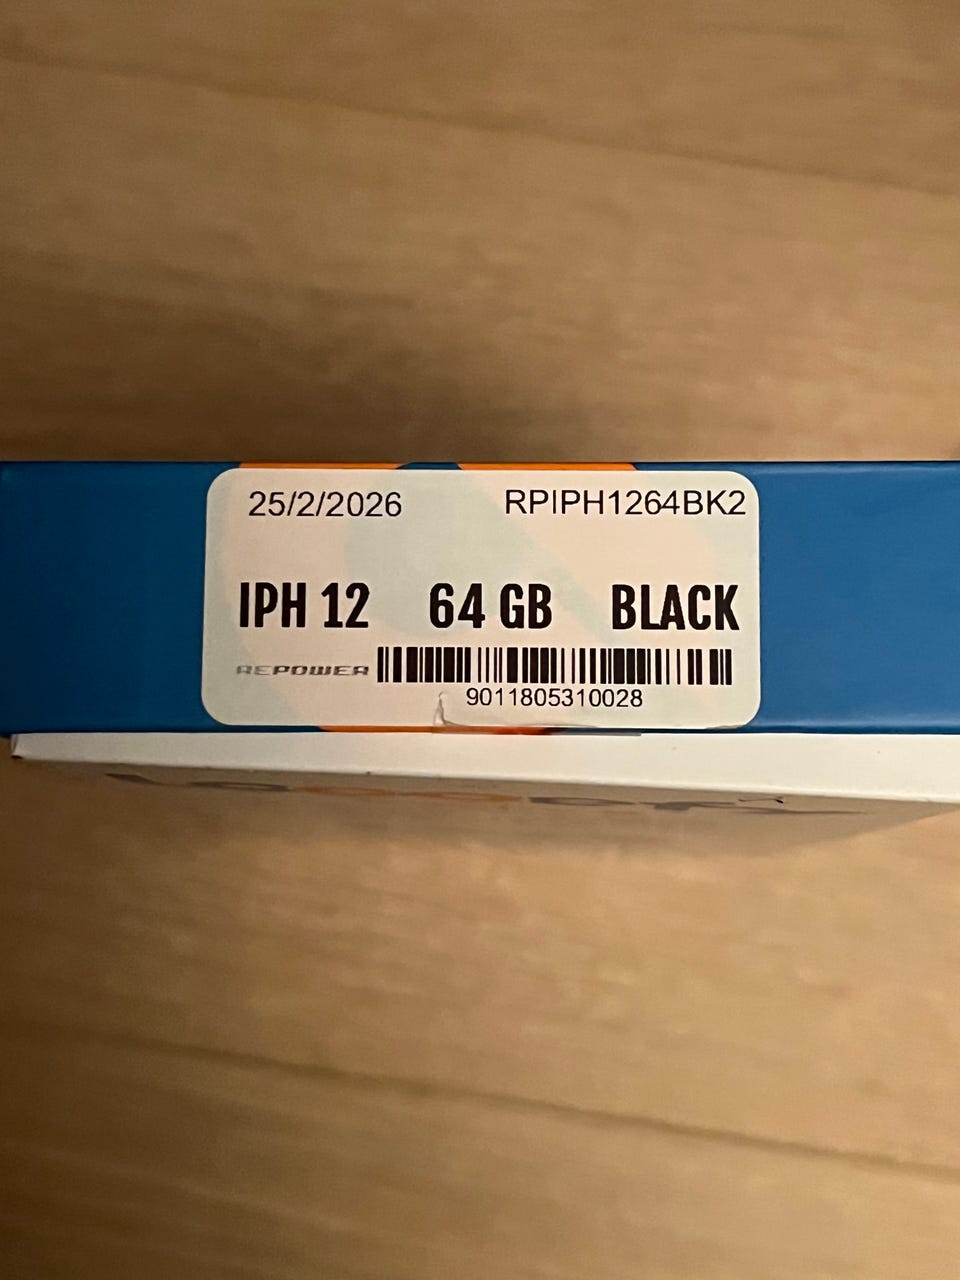 25/2/2026 RPIPH1264BK2
IPH 12 64 GB BLACK
REPOWER
9011805310028